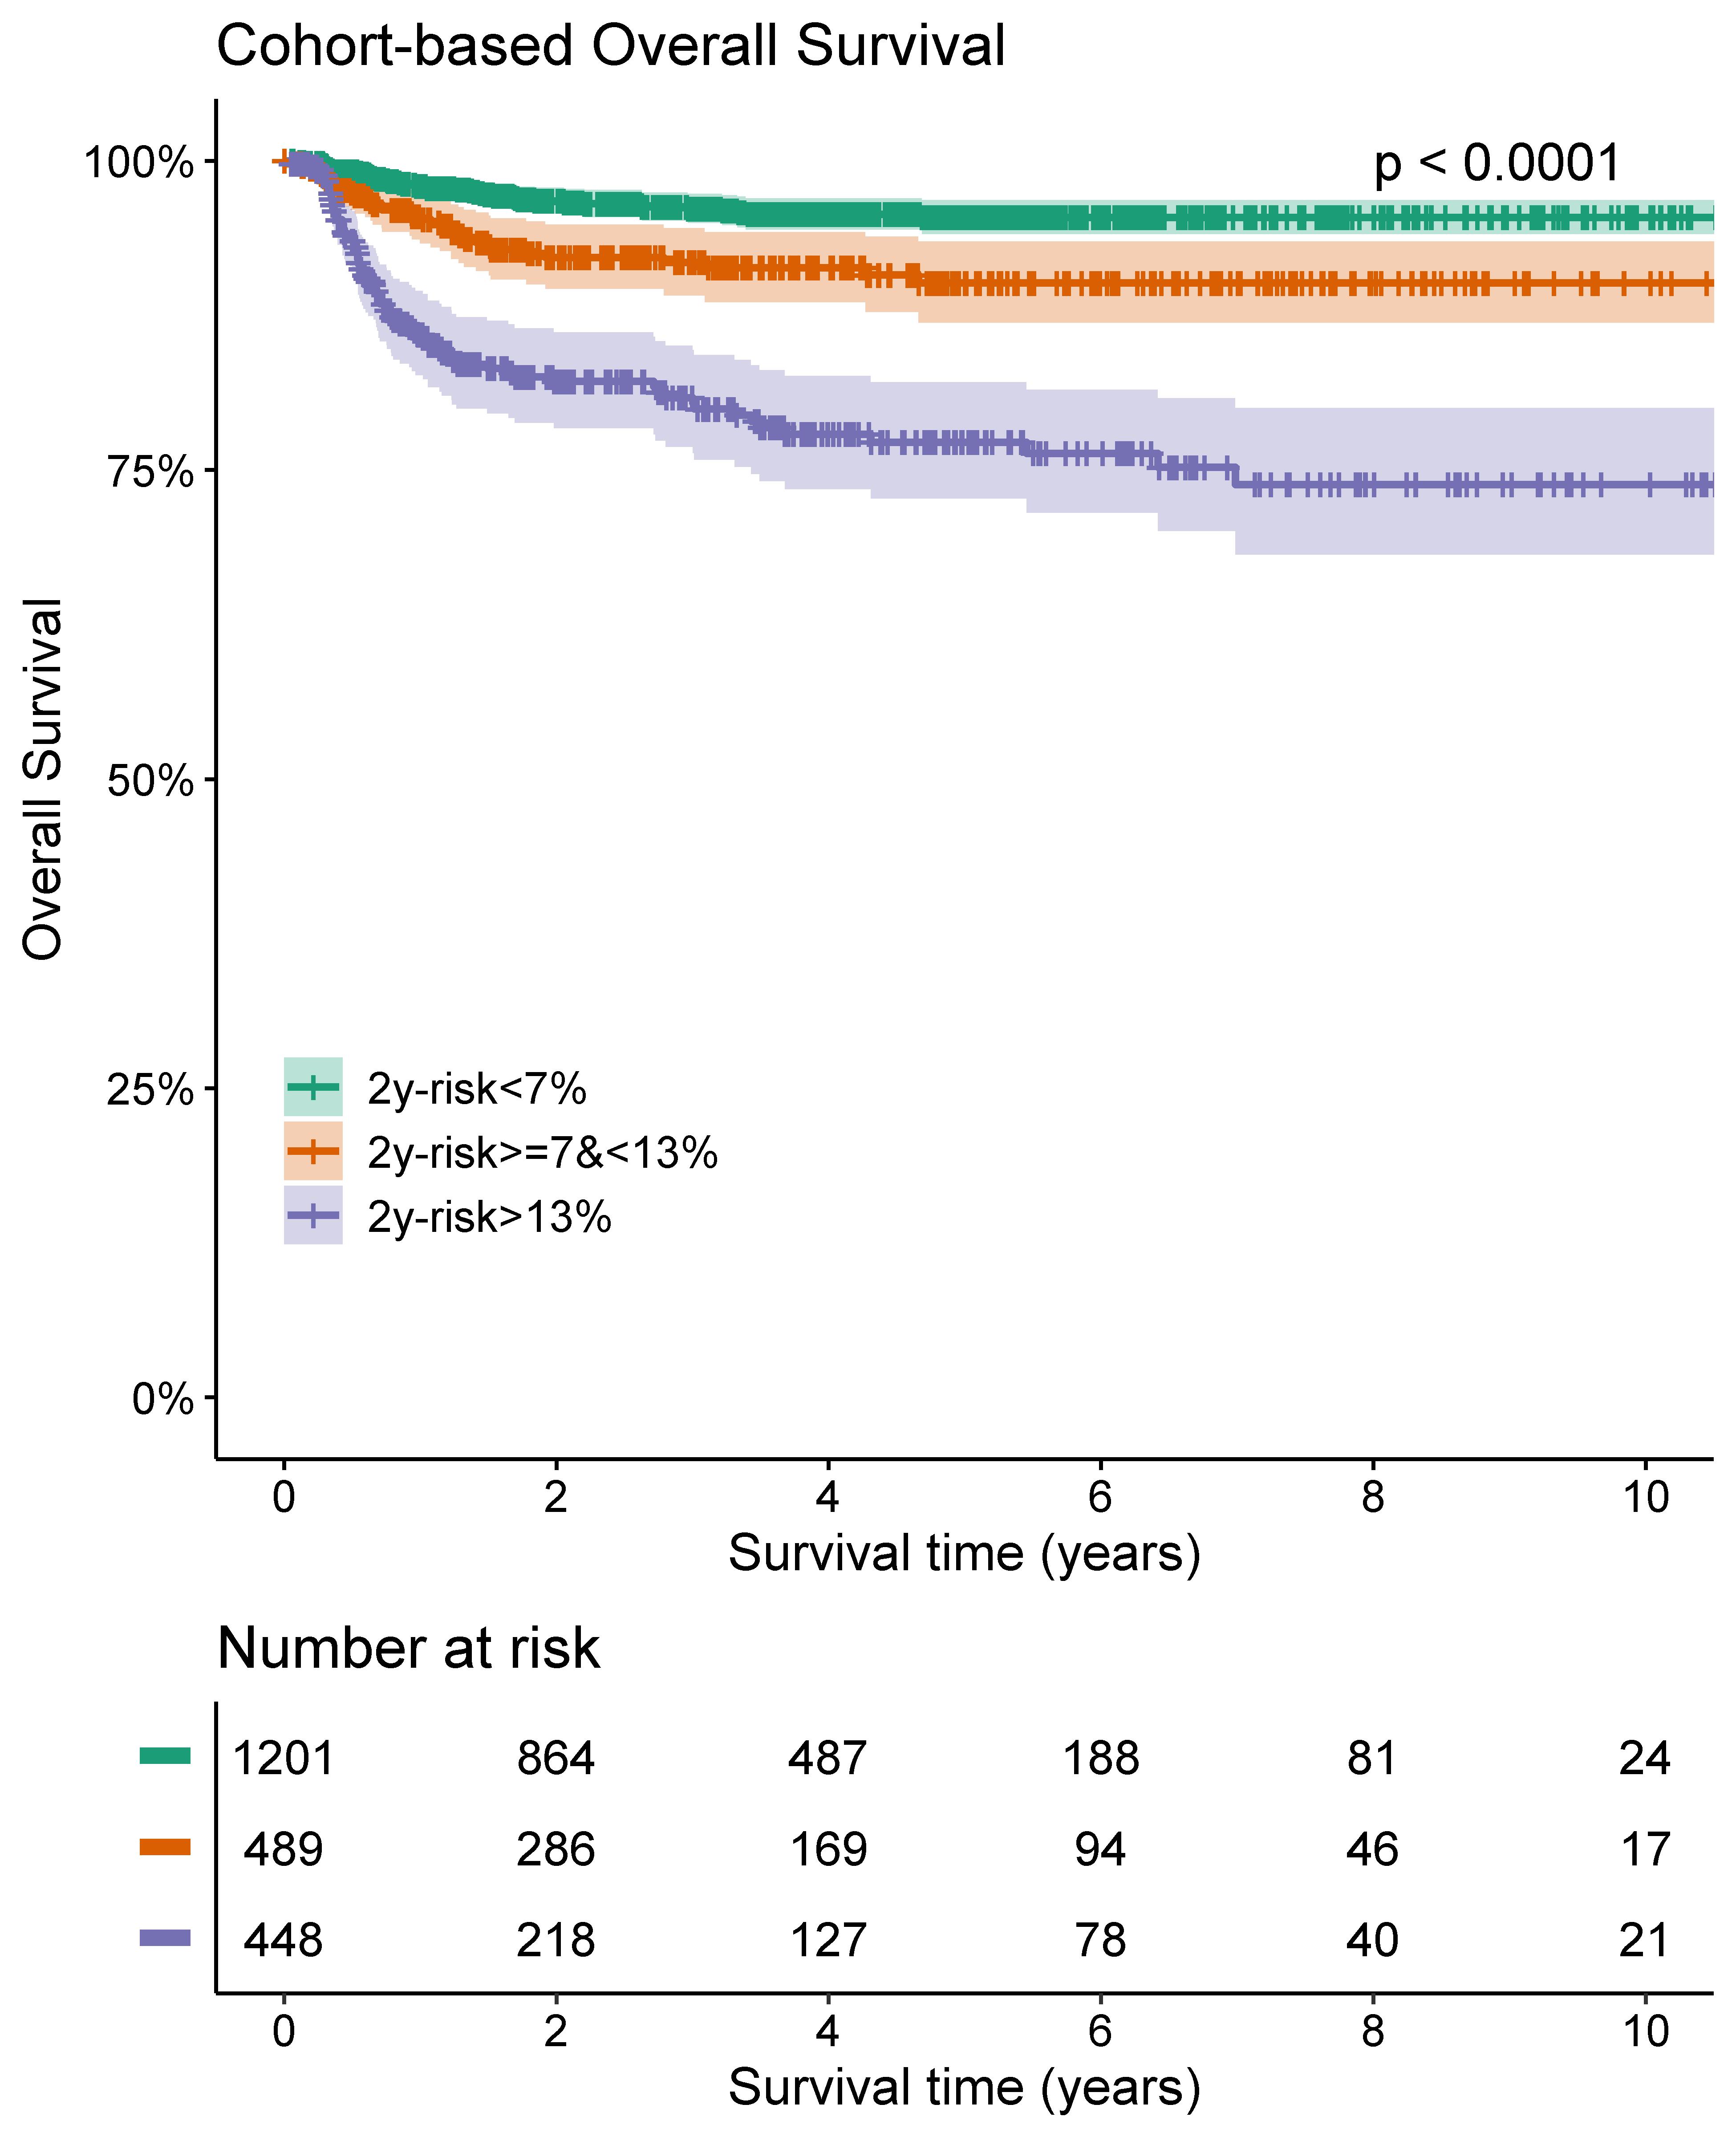 Cohort-based Overall Survival
p < 0.0001
Overall Survival
100%
75%
50%
25%
0%
2y-risk<7%
2y-risk>=7&<13%
2y-risk>13%
0 2 4 6 8 10
Survival time (years)
Number at risk
1201 864 487 188 81 24
489 286 169 94 46 17
448 218 127 78 40 21
0 2 4 6 8 10
Survival time (years)